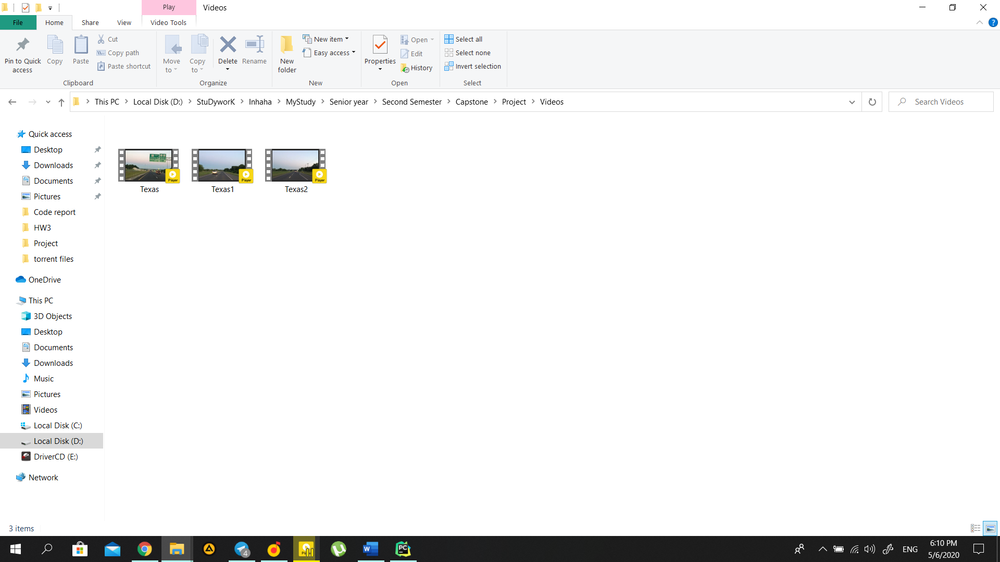 Play
Videos
File
Home
Share
View
Video Tools
Pin to Quick access
Copy
Paste
Cut
Copy path
Paste shortcut
Clipboard
Move to
Copy to
Delete
Rename
Organize
New folder
New item
Easy access
New
Properties
Open
Edit
History
Open
Select all
Select none
Invert selection
Select
This PC
Local Disk (D:)
StuDyworK
Inhaha
MyStudy
Senior year
Second Semester
Capstone
Project
Videos
Search Videos
Quick access
Desktop
Downloads
Documents
Pictures
Code report
HW3
Project
torrent files
OneDrive
This PC
3D Objects
Desktop
Documents
Downloads
Music
Pictures
Videos
Local Disk (C:)
Local Disk (D:)
DriverCD (E:)
Network
Player
Texas
Player
Texas1
Player
Texas2
3 items
4
W
PC
ENG
6:10 PM
5/6/2020